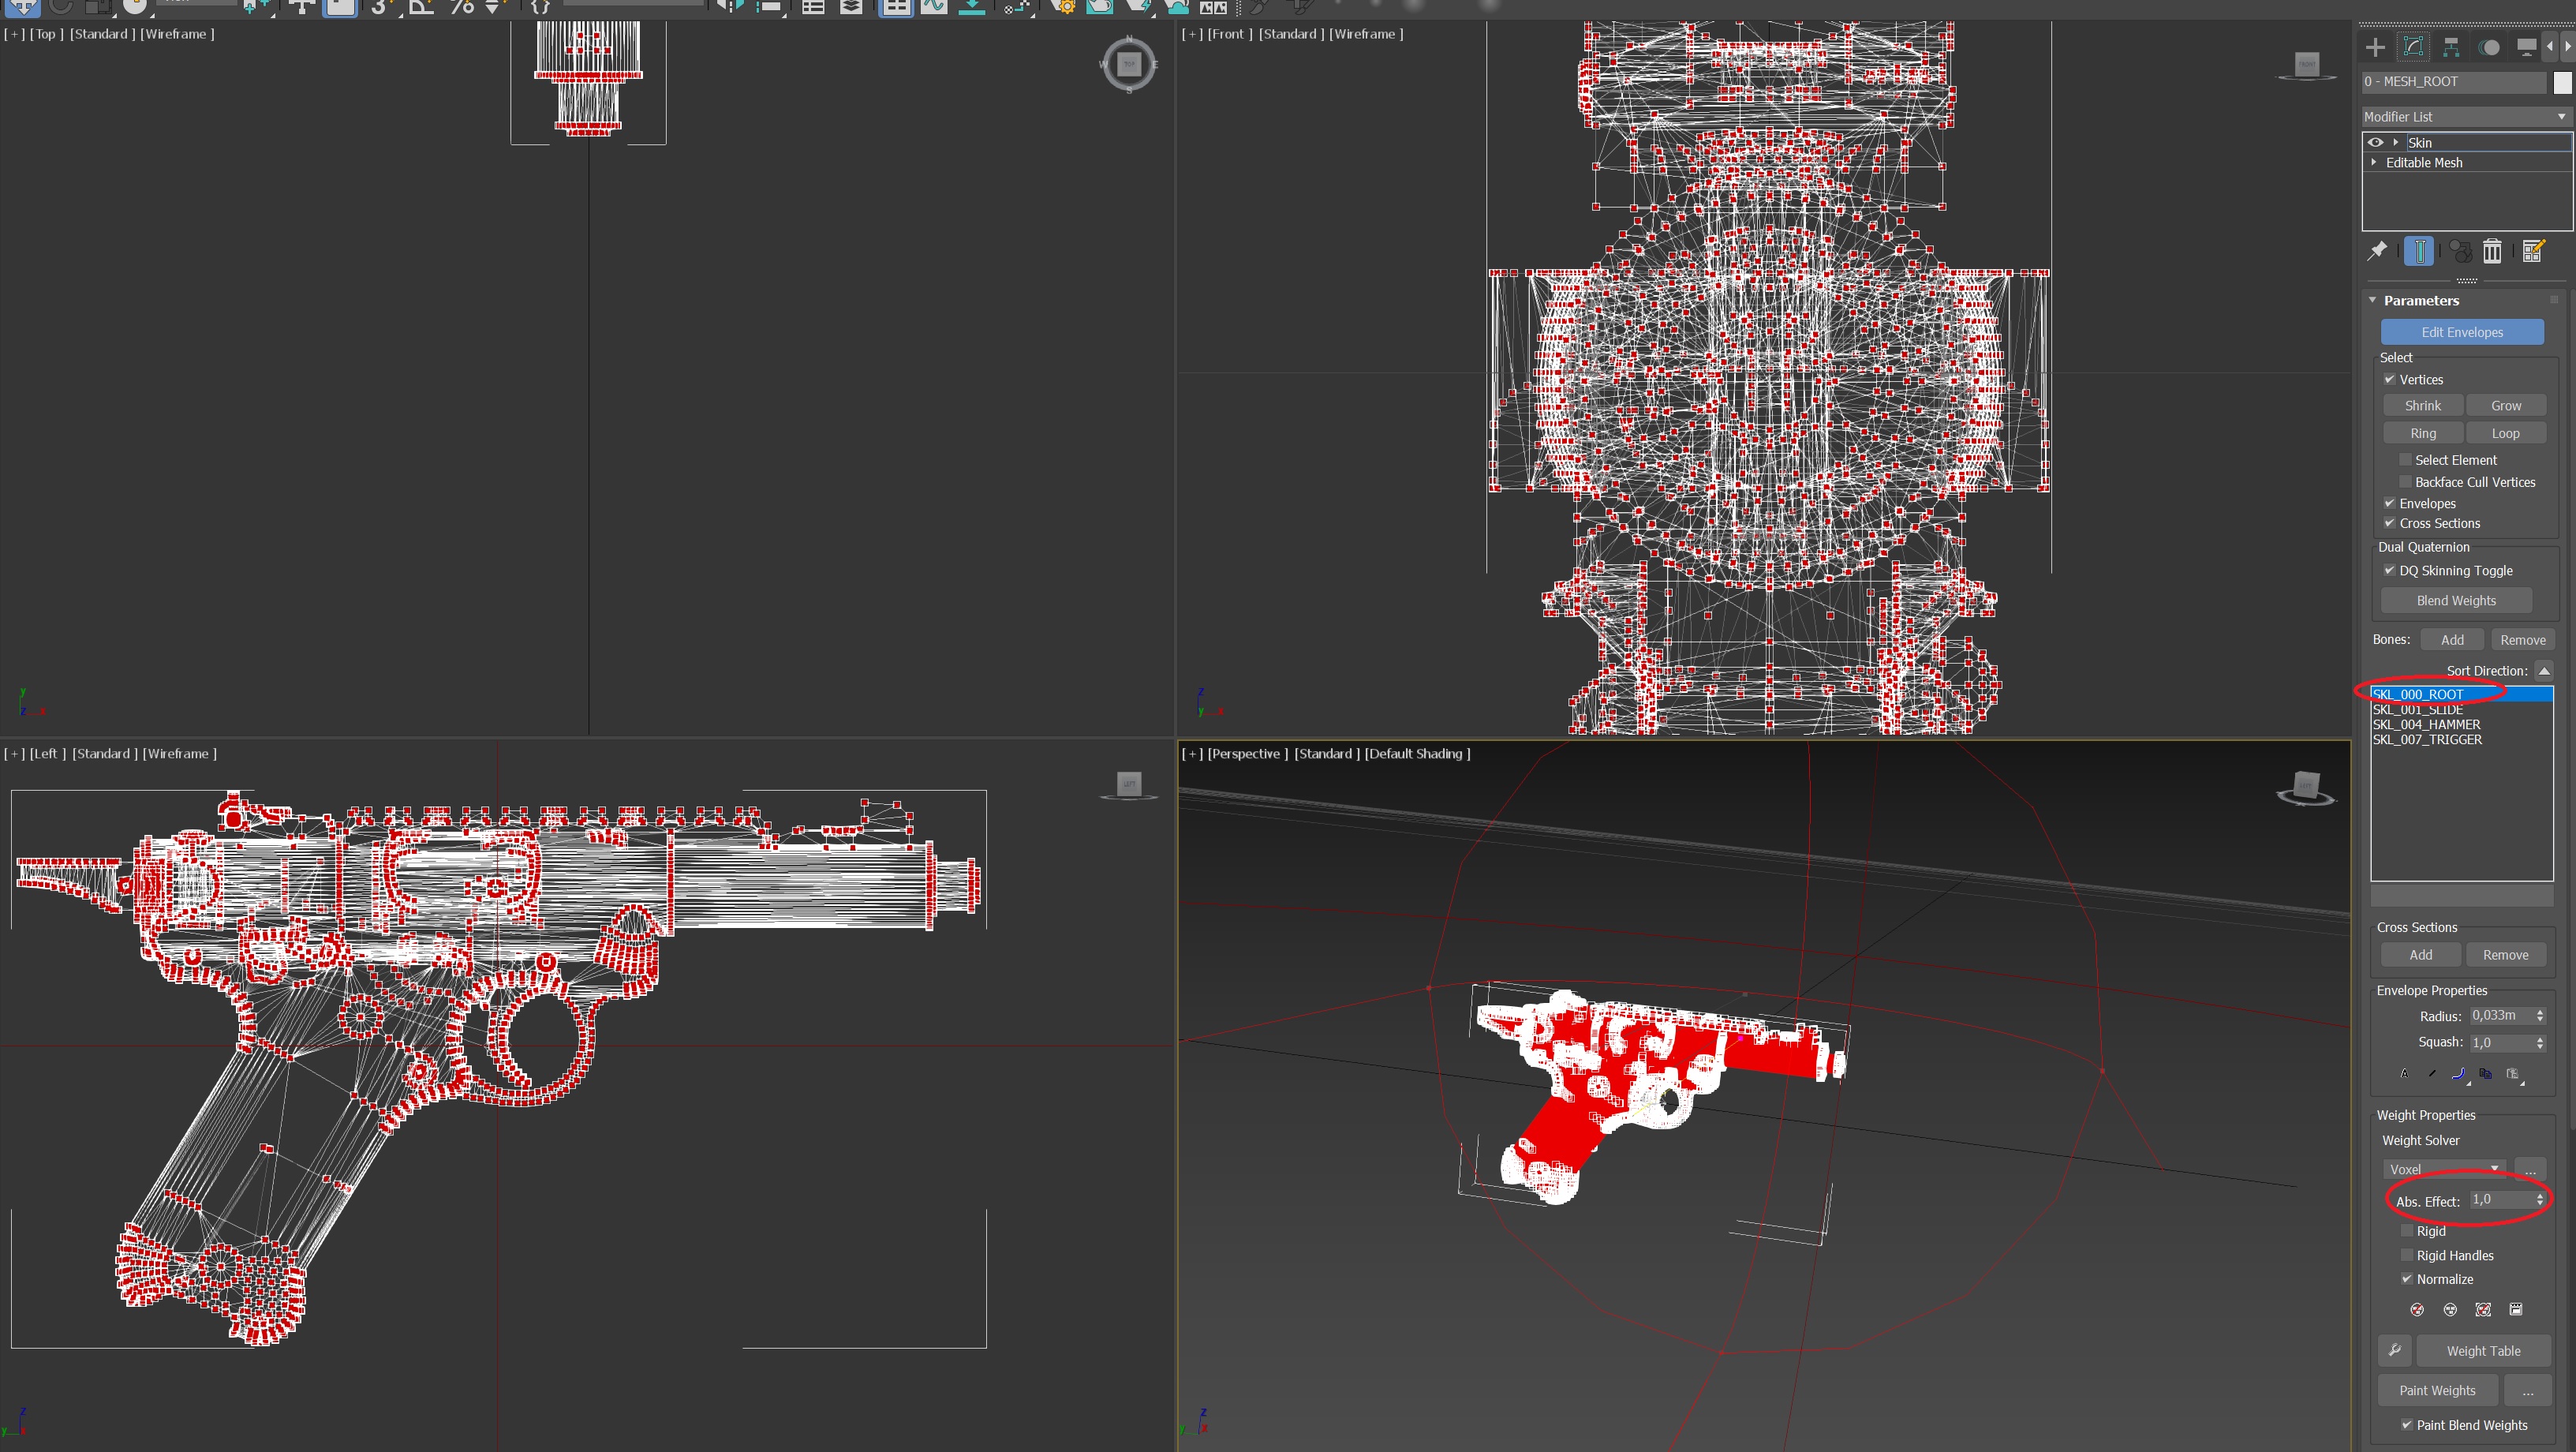 [ + ] [Top ] [Standard ] [Wireframe ]
N
W
TOP
E
S
y
z
x
[ + ] [Front ] [Standard ] [Wireframe ]
FRONT
z
y
x
[ + ] [Left ] [Standard ] [Wireframe ]
LEFT
z
y
x
[ + ] [Perspective ] [Standard ] [Default Shading ]
LEFT
z
y
x
0 - MESH_ROOT
Modifier List
Skin
Editable Mesh
Parameters
Edit Envelopes
Select
Vertices
Shrink
Grow
Ring
Loop
Select Element
Backface Cull Vertices
Envelopes
Cross Sections
Dual Quaternion
DQ Skinning Toggle
Blend Weights
Bones:
Add
Remove
Sort Direction:
SKL_000_ROOT
SKL_001_SLIDE
SKL_004_HAMMER
SKL_007_TRIGGER
Cross Sections
Add
Remove
Envelope Properties
Radius: 0,033m
Squash: 1,0
A
Weight Properties
Weight Solver
Voxel
...
Abs. Effect: 1,0
Rigid
Rigid Handles
Normalize
Weight Table
Paint Weights
...
Paint Blend Weights